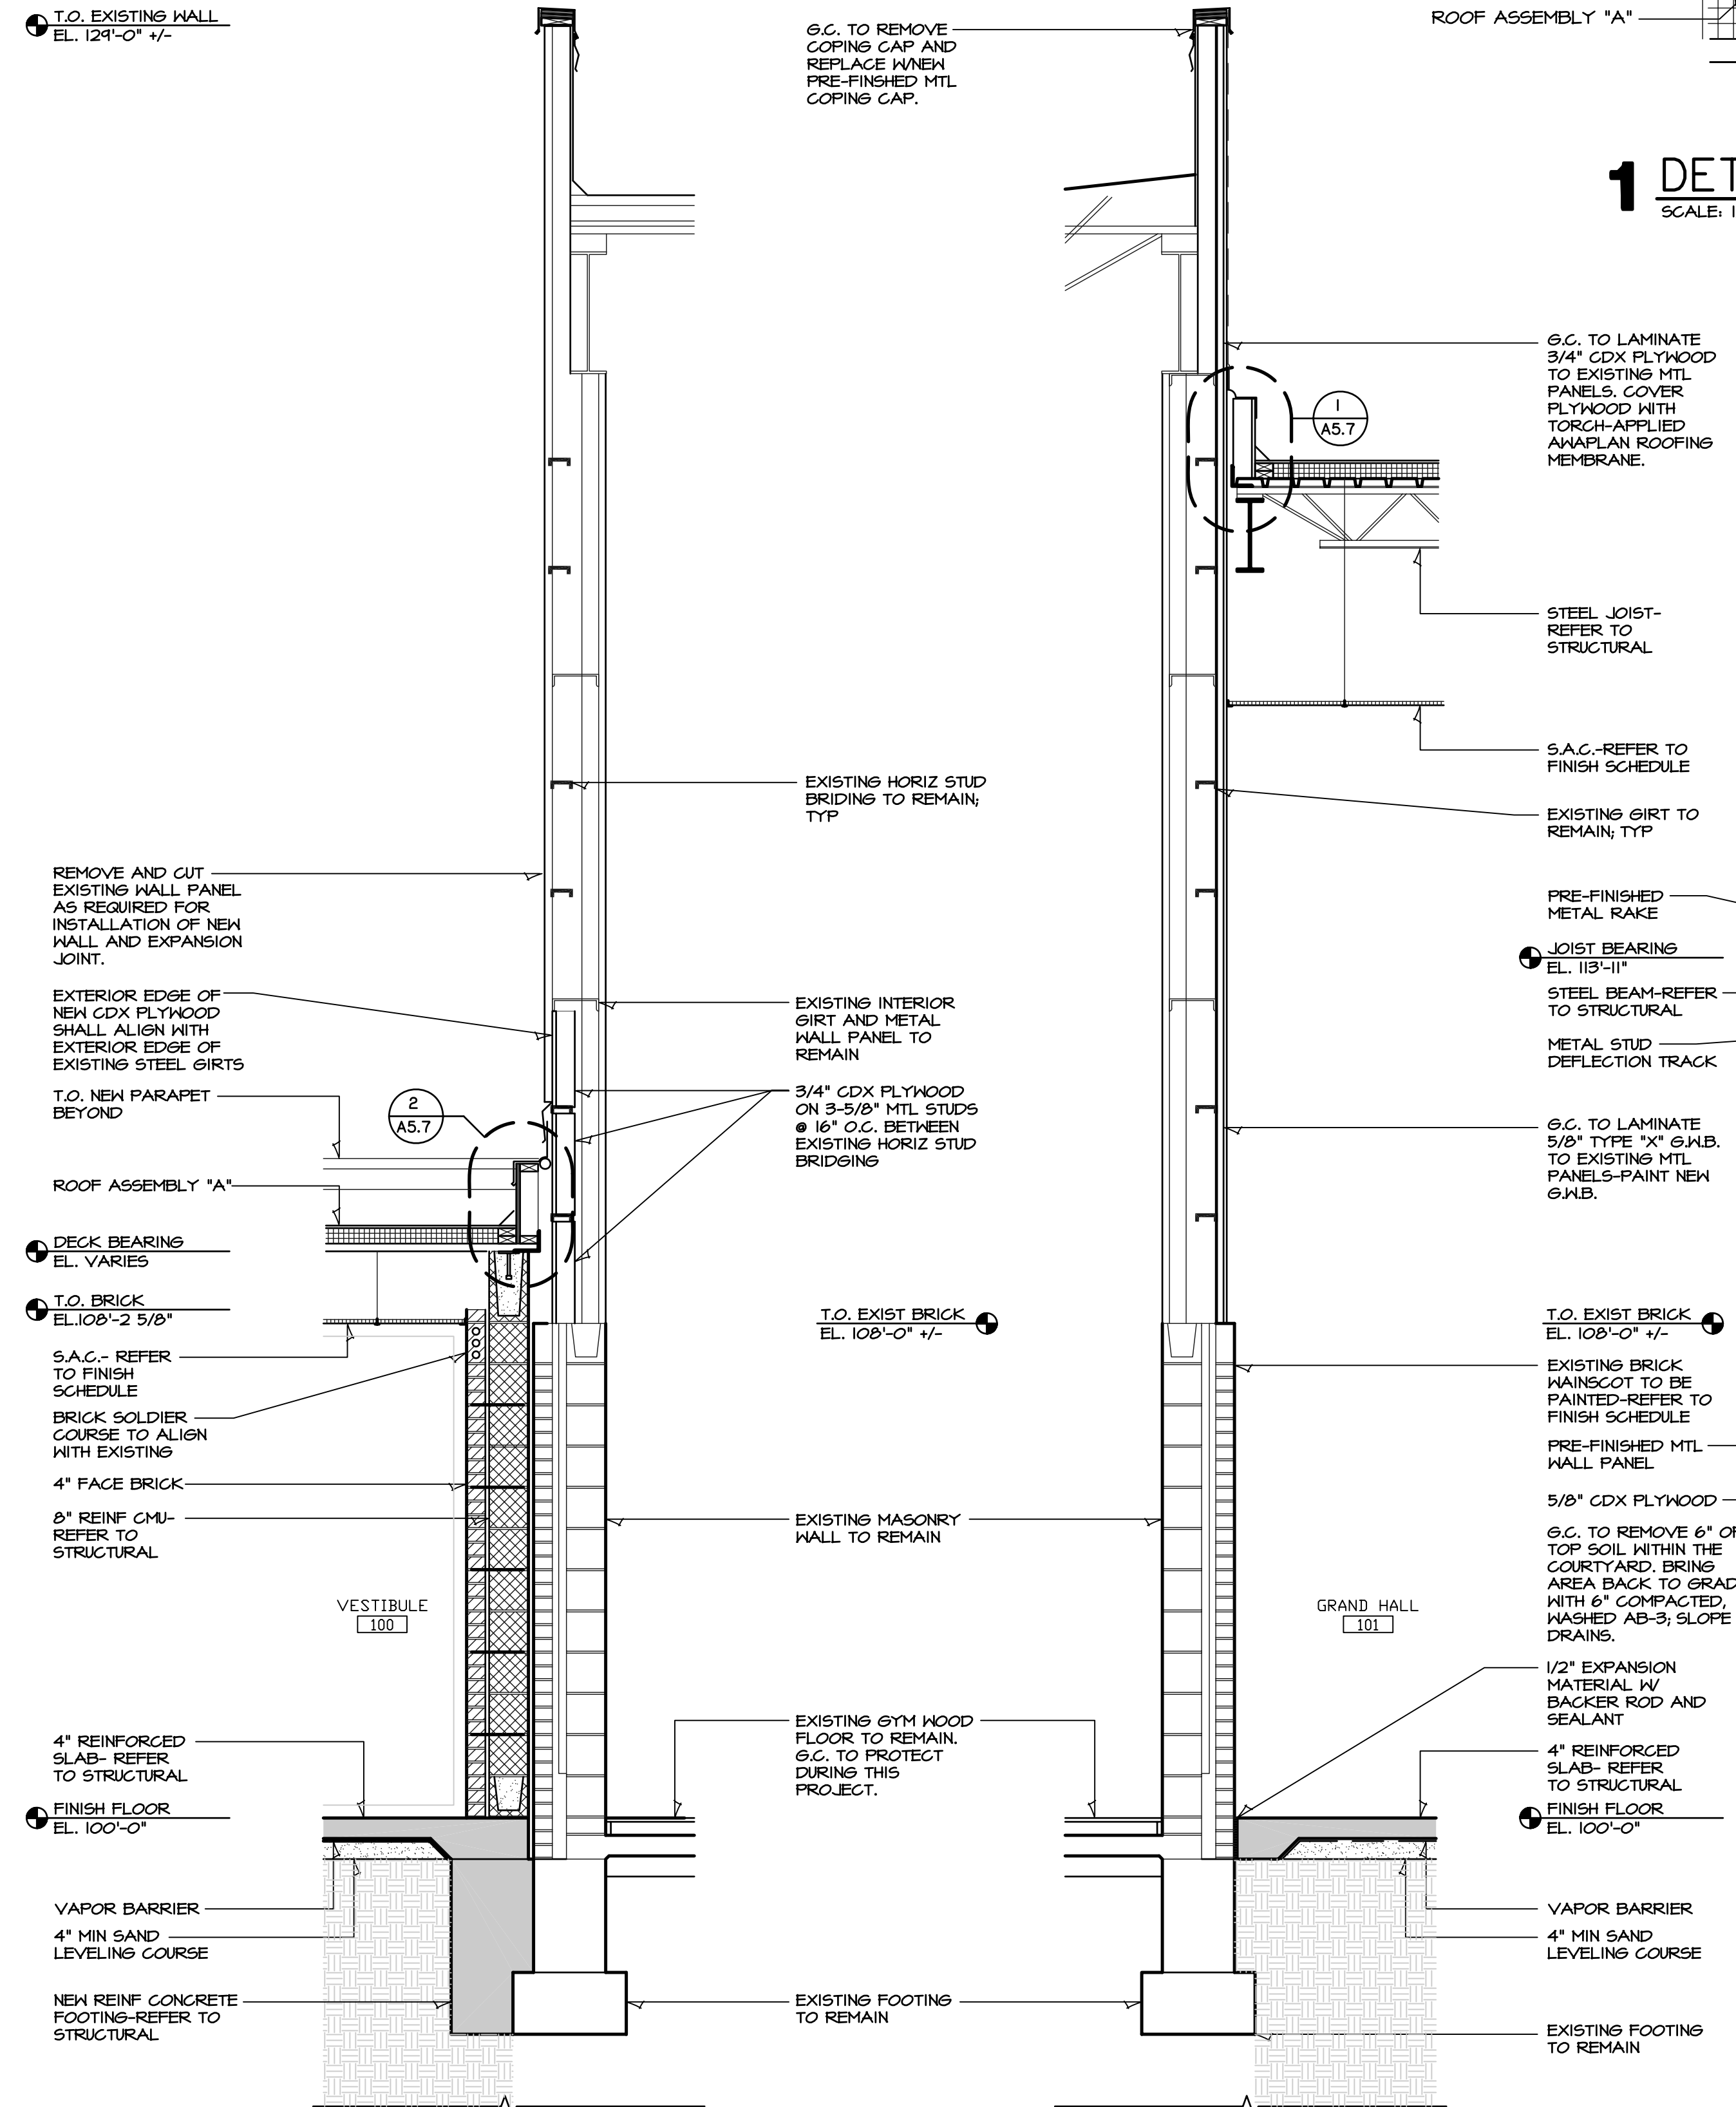 T.O. EXISTING WALL
EL. 129'-0" +/-
REMOVE AND CUT
EXISTING WALL PANEL
AS REQUIRED FOR
INSTALLATION OF NEW
WALL AND EXPANSION
JOINT.
EXTERIOR EDGE OF
NEW CDX PLYWOOD
SHALL ALIGN WITH
EXTERIOR EDGE OF
EXISTING STEEL GIRTS
T.O. NEW PARAPET
BEYOND
2
A5.7
ROOF ASSEMBLY "A"
DECK BEARING
EL. VARIES
T.O. BRICK
EL.108'-2 5/8"
S.A.C.- REFER
TO FINISH
SCHEDULE
BRICK SOLDIER
COURSE TO ALIGN
WITH EXISTING
4" FACE BRICK
8" REINF CMU-
REFER TO
STRUCTURAL
VESTIBULE
100
4" REINFORCED
SLAB- REFER
TO STRUCTURAL
FINISH FLOOR
EL. 100'-0"
VAPOR BARRIER
4" MIN SAND
LEVELING COURSE
NEW REINF CONCRETE
FOOTING-REFER TO
STRUCTURAL
G.C. TO REMOVE
COPING CAP AND
REPLACE W/NEW
PRE-FINSHED MTL
COPING CAP.
EXISTING HORIZ STUD
BRIDING TO REMAIN;
TYP
EXISTING INTERIOR
GIRT AND METAL
WALL PANEL TO
REMAIN
3/4" CDX PLYWOOD
ON 3-5/8" MTL STUDS
@ 16" O.C. BETWEEN
EXISTING HORIZ STUD
BRIDGING
T.O. EXIST BRICK
EL. 108'-0" +/-
EXISTING MASONRY
WALL TO REMAIN
EXISTING GYM WOOD
FLOOR TO REMAIN.
G.C. TO PROTECT
DURING THIS
PROJECT.
EXISTING FOOTING
TO REMAIN
ROOF ASSEMBLY "A"
1 DET
SCALE: 1
G.C. TO LAMINATE
3/4" CDX PLYWOOD
TO EXISTING MTL
PANELS. COVER
PLYWOOD WITH
TORCH-APPLIED
AWAPLAN ROOFING
MEMBRANE.
1
A5.7
STEEL JOIST-
REFER TO
STRUCTURAL
S.A.C.-REFER TO
FINISH SCHEDULE
EXISTING GIRT TO
REMAIN; TYP
PRE-FINISHED
METAL RAKE
JOIST BEARING
EL. 113'-11"
STEEL BEAM-REFER
TO STRUCTURAL
METAL STUD
DEFLECTION TRACK
G.C. TO LAMINATE
5/8" TYPE "X" G.W.B.
TO EXISTING MTL
PANELS-PAINT NEW
G.W.B.
T.O. EXIST BRICK
EL. 108'-0" +/-
EXISTING BRICK
WAINSCOT TO BE
PAINTED-REFER TO
FINISH SCHEDULE
PRE-FINISHED MTL
WALL PANEL
5/8" CDX PLYWOOD
G.C. TO REMOVE 6" OF
TOP SOIL WITHIN THE
COURTYARD. BRING
AREA BACK TO GRAD
WITH 6" COMPACTED,
WASHED AB-3; SLOPE
DRAINS.
GRAND HALL
101
1/2" EXPANSION
MATERIAL W/
BACKER ROD AND
SEALANT
4" REINFORCED
SLAB- REFER
TO STRUCTURAL
FINISH FLOOR
EL. 100'-0"
VAPOR BARRIER
4" MIN SAND
LEVELING COURSE
EXISTING FOOTING
TO REMAIN